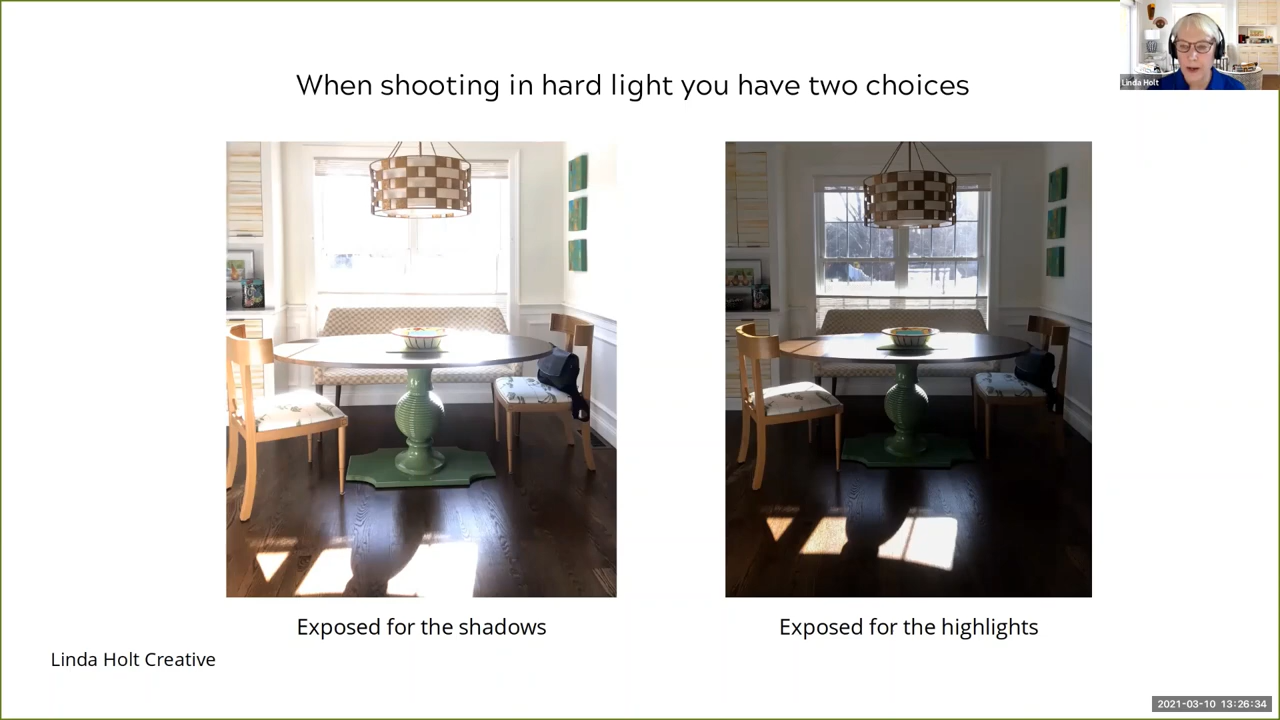 When shooting in hard light you have two choices
Linda Holt
Exposed for the shadows
Exposed for the highlights
Linda Holt Creative
2021-03-10 13:26:34